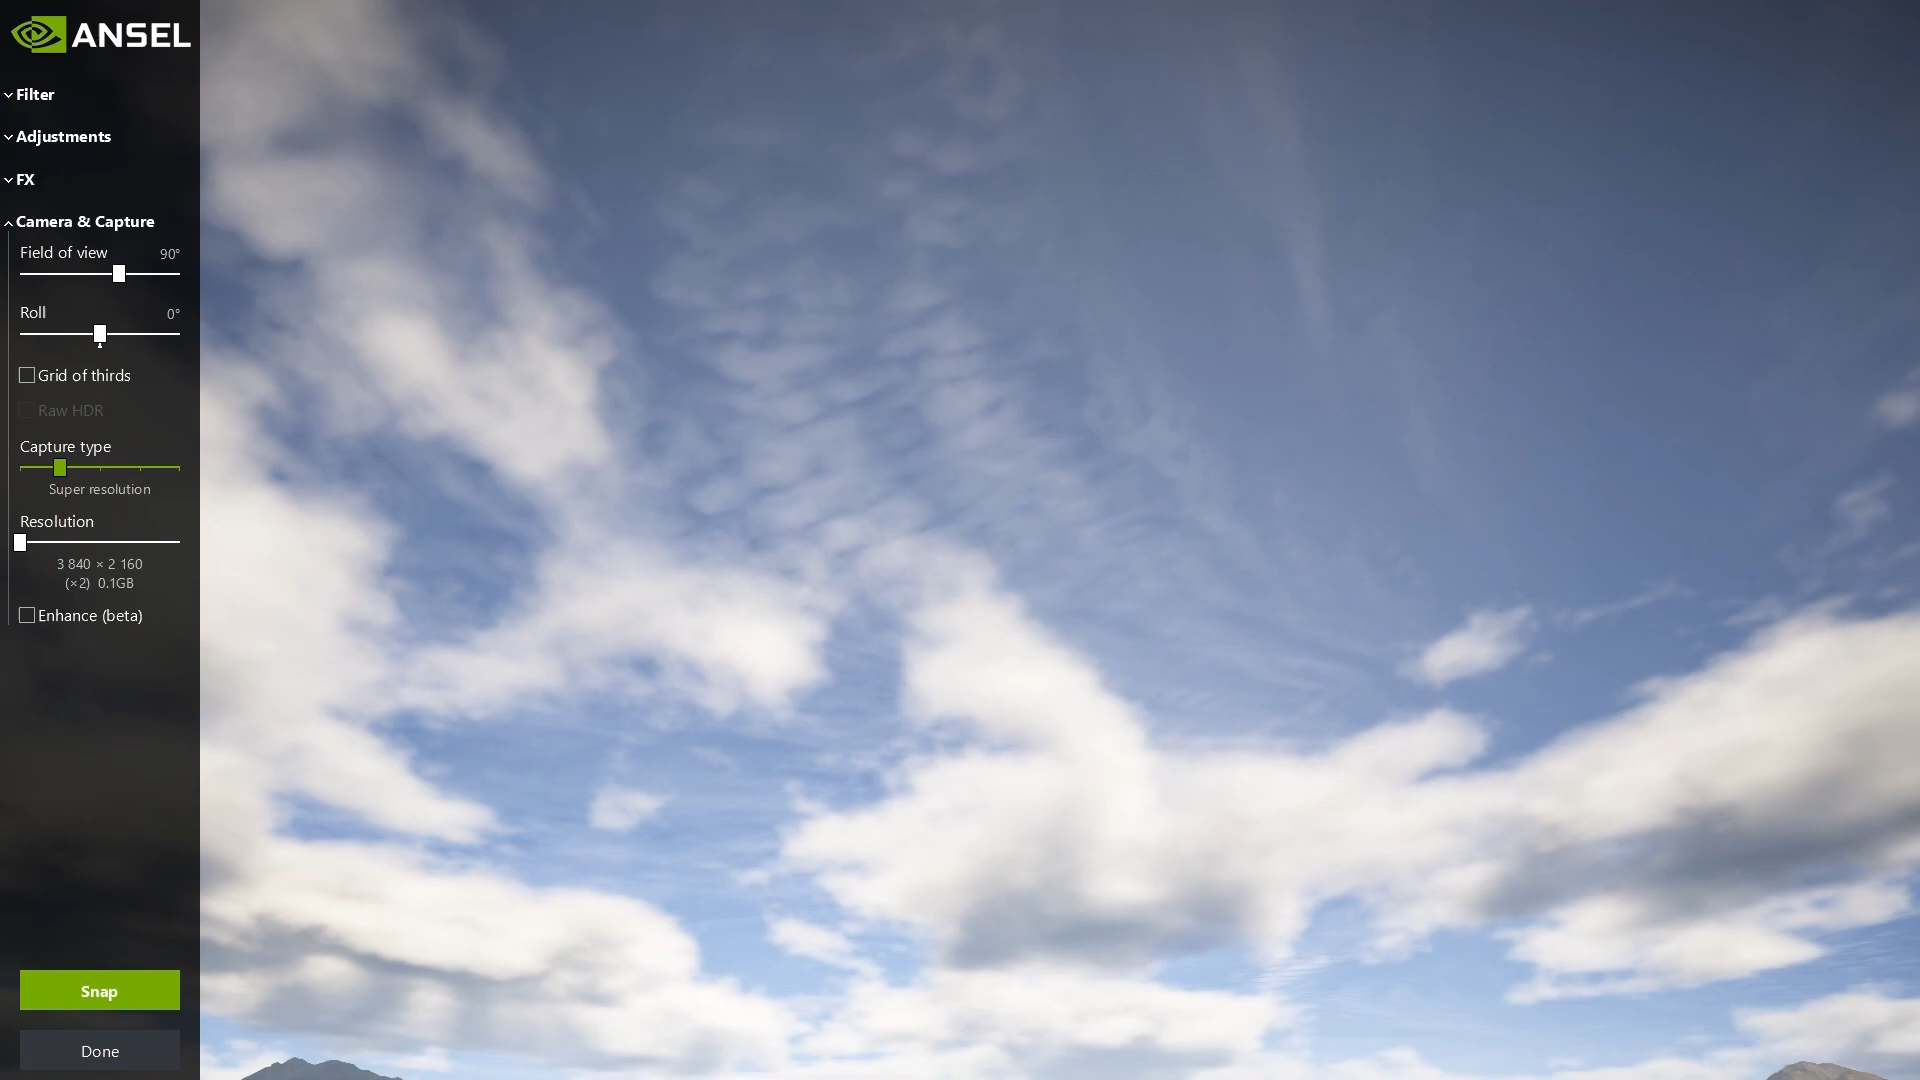 ANSEL
Filter
Adjustments
FX
Camera & Capture
Field of view 90°
Roll 0°
Grid of thirds
Raw HDR
Capture type
Super resolution
Resolution
3 840 × 2 160
(×2) 0.1GB
Enhance (beta)
Snap
Done